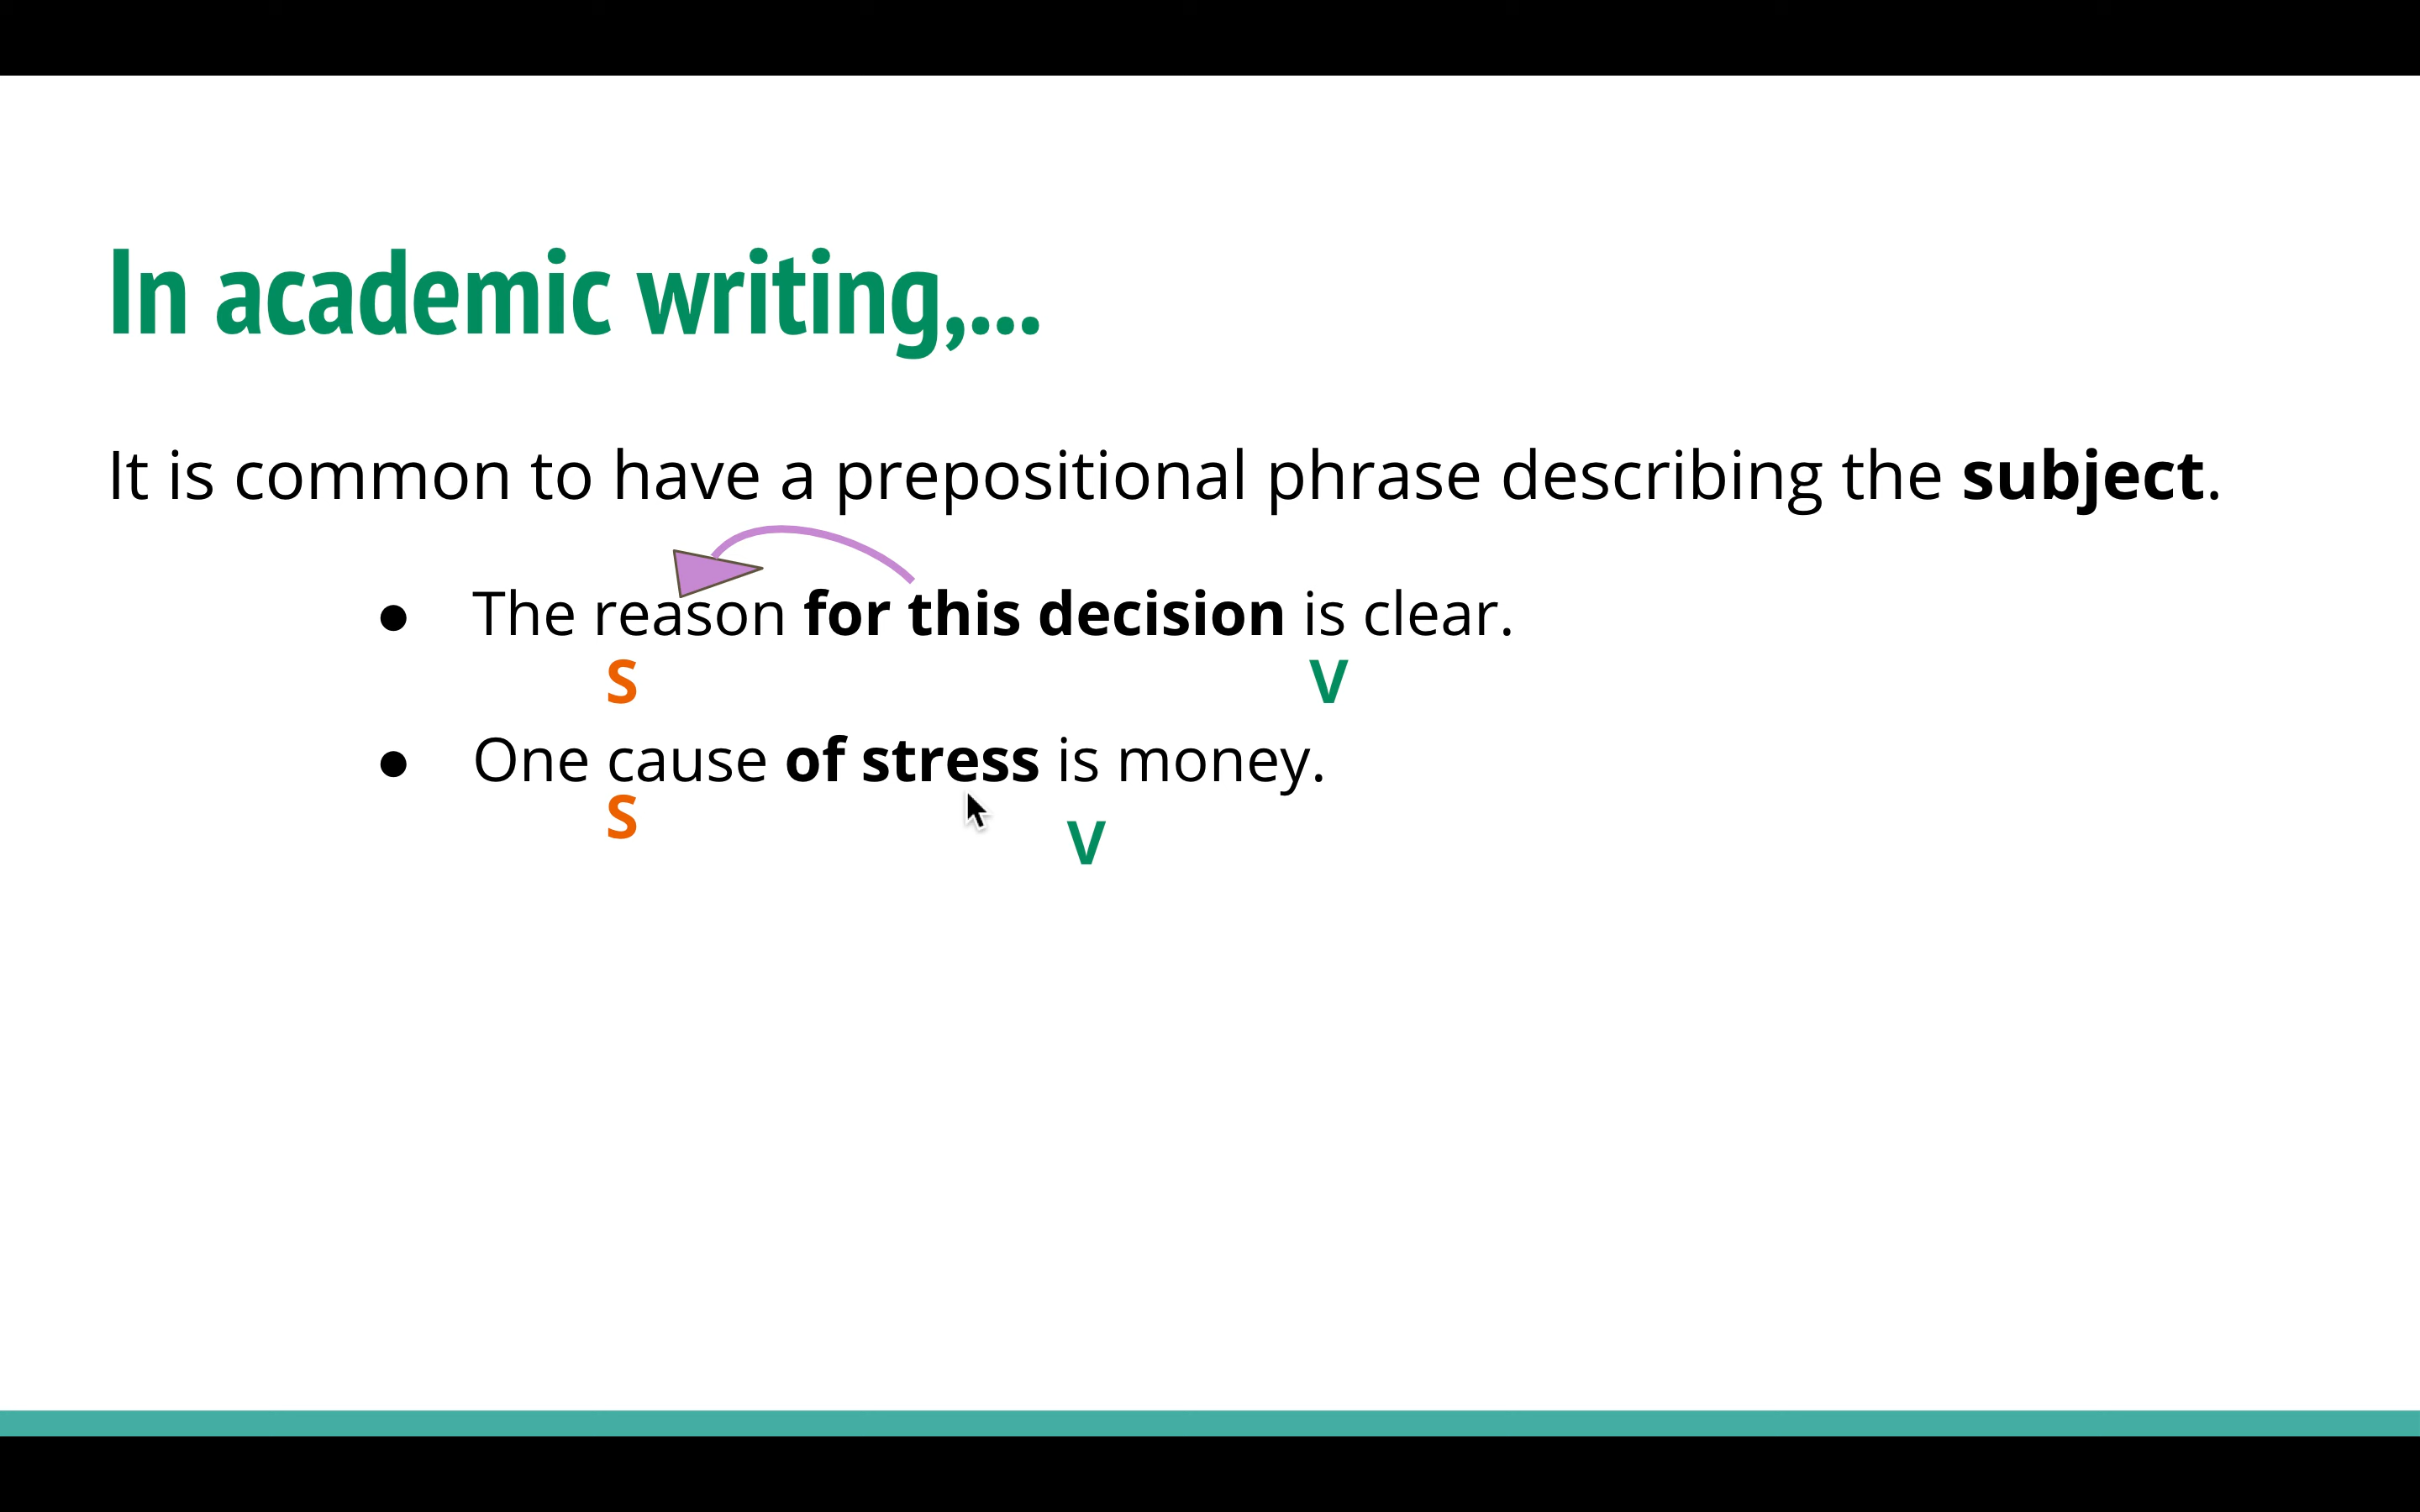 In academic writing,...
It is common to have a prepositional phrase describing the subject.
● The reason for this decision is clear.
S V
● One cause of stress is money.
S V